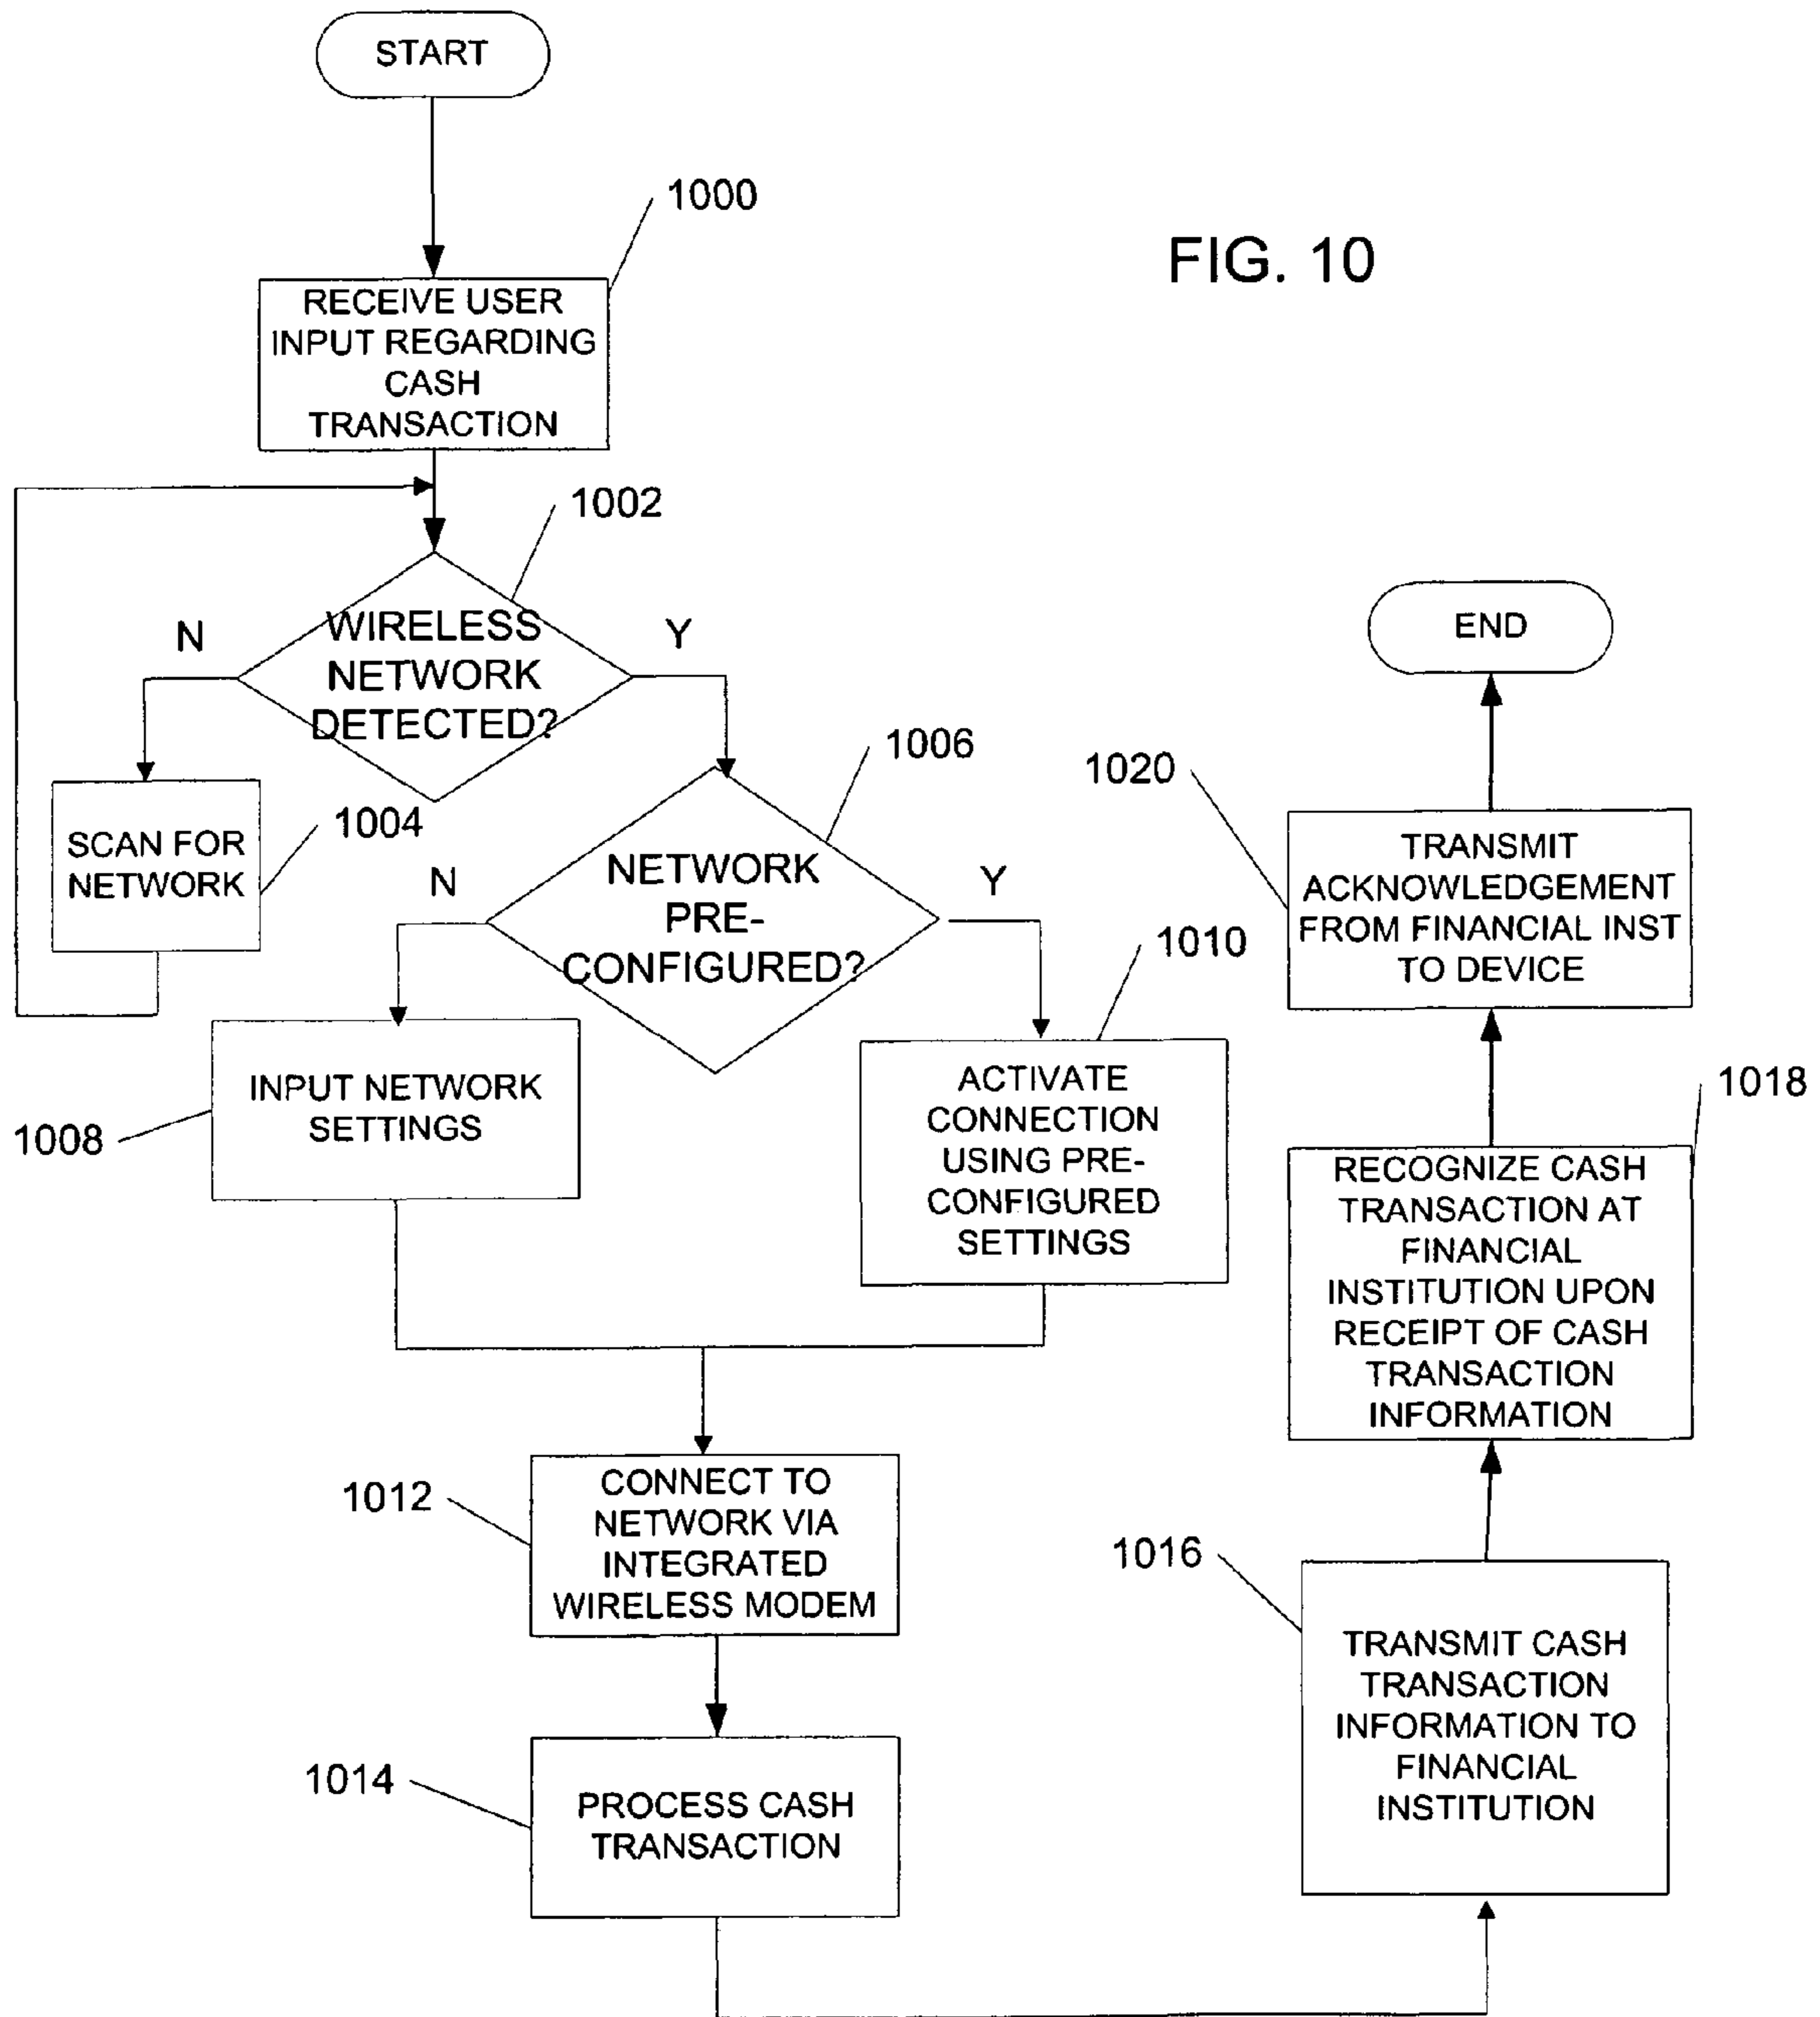 START
1000
FIG. 10
RECEIVE USER
INPUT REGARDING
CASH
TRANSACTION
1002
N
WIRELESS
NETWORK
DETECTED?
Y
SCAN FOR
NETWORK
1004
1006
N
NETWORK
PRE-
CONFIGURED?
Y
INPUT NETWORK
SETTINGS
1008
1010
ACTIVATE
CONNECTION
USING PRE-
CONFIGURED
SETTINGS
1012
CONNECT TO
NETWORK VIA
INTEGRATED
WIRELESS MODEM
1014
PROCESS CASH
TRANSACTION
1016
TRANSMIT CASH
TRANSACTION
INFORMATION TO
FINANCIAL
INSTITUTION
1018
RECOGNIZE CASH
TRANSACTION AT
FINANCIAL
INSTITUTION UPON
RECEIPT OF CASH
TRANSACTION
INFORMATION
1020
TRANSMIT
ACKNOWLEDGEMENT
FROM FINANCIAL INST
TO DEVICE
END